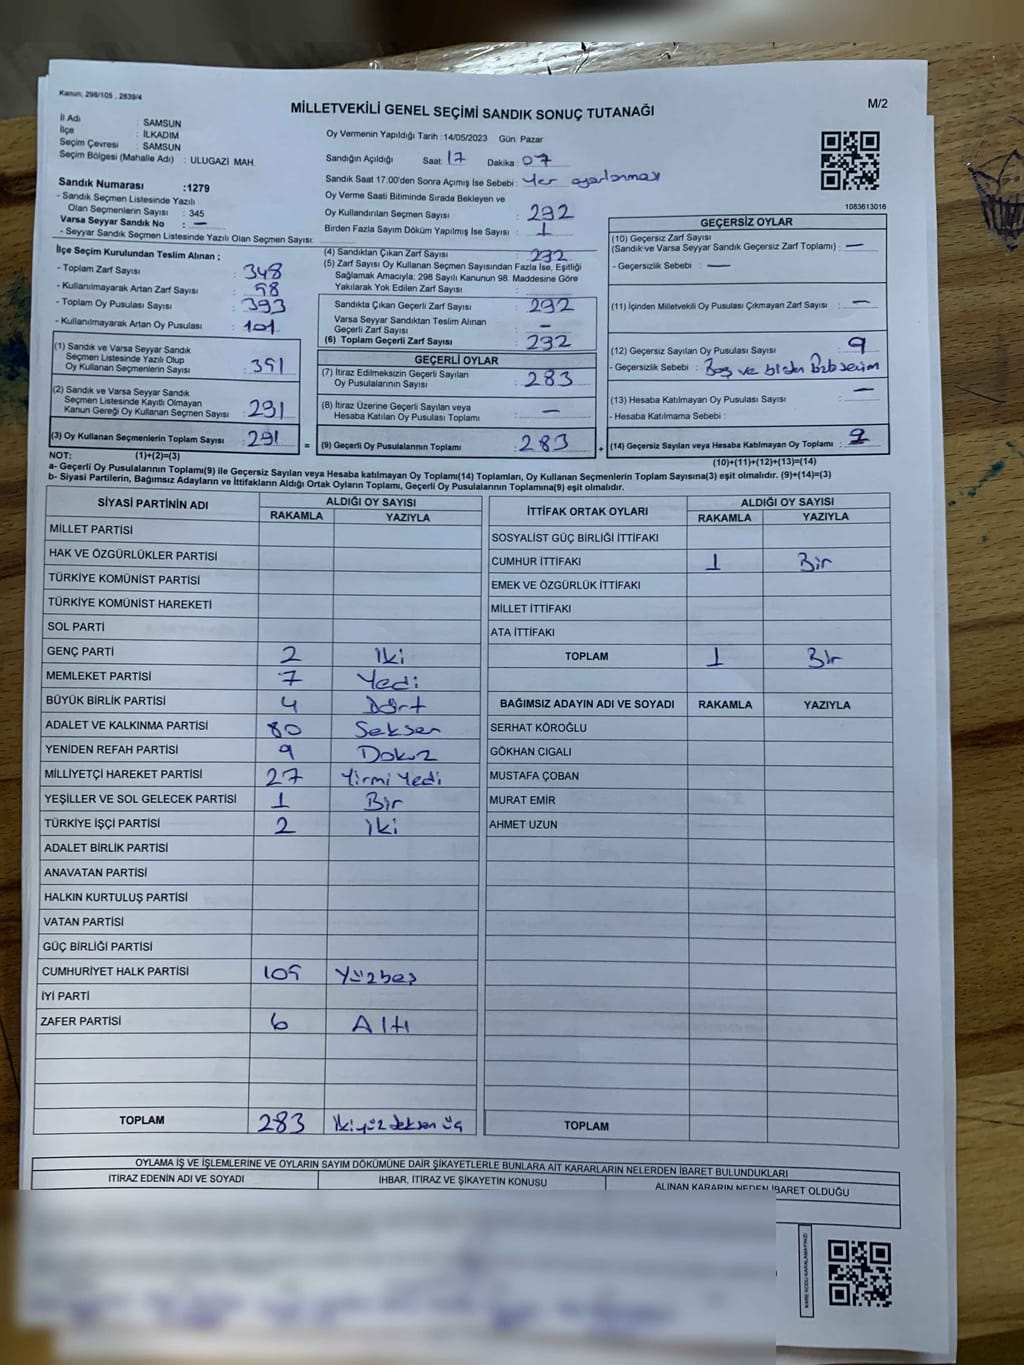 Kanun: 298/105 , 2839/4
MİLLETVEKİLİ GENEL SEÇİMİ SANDIK SONUÇ TUTANAĞI
M/2
İl Adı : SAMSUN
İlçe : İLKADIM
Seçim Çevresi : SAMSUN
Seçim Bölgesi (Mahalle Adı) : ULUGAZİ MAH.
Sandık Numarası :1279
- Sandık Seçmen Listesinde Yazılı
Olan Seçmenlerin Sayısı : 345
Varsa Seyyar Sandık No : —
- Seyyar Sandık Seçmen Listesinde Yazılı Olan Seçmen Sayısı:
Oy Vermenin Yapıldığı Tarih :14/05/2023 Gün: Pazar
Sandığın Açıldığı Saat :17 Dakika :07
Sandık Saat 17.00'den Sonra Açımış İse Sebebi : Yer ayarlanması
Oy Verme Saati Bitiminde Sırada Bekleyen ve
Oy Kullandırılan Seçmen Sayısı : 292
Birden Fazla Sayım Döküm Yapılmış İse Sayısı : 1
1083613016
İlçe Seçim Kurulundan Teslim Alınan ;
- Toplam Zarf Sayısı : 348
- Kullanılmayarak Artan Zarf Sayısı : 58
- Toplam Oy Pusulası Sayısı : 393
- Kullanılmayarak Artan Oy Pusulası : 101
(1) Sandık ve Varsa Seyyar Sandık
Seçmen Listesinde Yazılı Olup
Oy Kullanan Seçmenlerin Sayısı : 391
(2) Sandık ve Varsa Seyyar Sandık
Seçmen Listesinde Kayıtlı Olmayan
Kanun Gereği Oy Kullanan Seçmen Sayısı : 291
(3) Oy Kullanan Seçmenlerin Toplam Sayısı : 291
(4) Sandıktan Çıkan Zarf Sayısı : 292
(5) Zarf Sayısı Oy Kullanan Seçmen Sayısından Fazla İse, Eşitliği
Sağlamak Amacıyla; 298 Sayılı Kanunun 98. Maddesine Göre
Yakılarak Yok Edilen Zarf Sayısı :
Sandıkta Çıkan Geçerli Zarf Sayısı : 292
Varsa Seyyar Sandıktan Teslim Alınan
Geçerli Zarf Sayısı : —
(6) Toplam Geçerli Zarf Sayısı : 292
GEÇERLİ OYLAR
(7) İtiraz Edilmeksizin Geçerli Sayılan
Oy Pusulalarının Sayısı : 283
(8) İtiraz Üzerine Geçerli Sayılan veya
Hesaba Katılan Oy Pusulası Toplamı : —
= (9) Geçerli Oy Pusulalarının Toplamı : 283 +
GEÇERSİZ OYLAR
(10) Geçersiz Zarf Sayısı
(Sandık ve Varsa Seyyar Sandık Geçersiz Zarf Toplamı) : —
- Geçersizlik Sebebi : —
(11) İçinden Milletvekili Oy Pusulası Çıkmayan Zarf Sayısı : —
(12) Geçersiz Sayılan Oy Pusulası Sayısı : 9
- Geçersizlik Sebebi : Boş ve birden
(13) Hesaba Katılmayan Oy Pusulası Sayısı : —
- Hesaba Katılmama Sebebi :
(14) Geçersiz Sayılan veya Hesaba Katılmayan Oy Toplamı : 9
NOT: (1)+(2)=(3)
(10)+(11)+(12)+(13)=(14)
a- Geçerli Oy Pusulalarının Toplamı(9) ile Geçersiz Sayılan veya Hesaba katılmayan Oy Toplamı(14) Toplamları, Oy Kullanan Seçmenlerin Toplam Sayısına(3) eşit olmalıdır. (9)+(14)=(3)
b- Siyasi Partilerin, Bağımsız Adayların ve İttifakların Aldığı Ortak Oyların Toplamı, Geçerli Oy Pusulalarının Toplamına(9) eşit olmalıdır.
SİYASİ PARTİNİN ADI ALDIĞI OY SAYISI
RAKAMLA YAZIYLA
MİLLET PARTİSİ
HAK VE ÖZGÜRLÜKLER PARTİSİ
TÜRKİYE KOMÜNİST PARTİSİ
TÜRKİYE KOMÜNİST HAREKETİ
SOL PARTİ
GENÇ PARTİ 2 İki
MEMLEKET PARTİSİ 7 Yedi
BÜYÜK BİRLİK PARTİSİ 4 Dört
ADALET VE KALKINMA PARTİSİ 80 Seksen
YENİDEN REFAH PARTİSİ 9 Dokuz
MİLLİYETÇİ HAREKET PARTİSİ 27 Yirmi Yedi
YEŞİLLER VE SOL GELECEK PARTİSİ 1 Bir
TÜRKİYE İŞÇİ PARTİSİ 2 İki
ADALET BİRLİK PARTİSİ
ANAVATAN PARTİSİ
HALKIN KURTULUŞ PARTİSİ
VATAN PARTİSİ
GÜÇ BİRLİĞİ PARTİSİ
CUMHURİYET HALK PARTİSİ 105 Yüzbeş
İYİ PARTİ
ZAFER PARTİSİ 6 Altı
TOPLAM 283 İkiyüz seksen üç
İTTİFAK ORTAK OYLARI ALDIĞI OY SAYISI
RAKAMLA YAZIYLA
SOSYALİST GÜÇ BİRLİĞİ İTTİFAKI
CUMHUR İTTİFAKI 1 Bir
EMEK VE ÖZGÜRLÜK İTTİFAKI
MİLLET İTTİFAKI
ATA İTTİFAKI
TOPLAM 1 Bir
BAĞIMSIZ ADAYIN ADI VE SOYADI RAKAMLA YAZIYLA
SERHAT KÖROĞLU
GÖKHAN CIGALI
MUSTAFA ÇOBAN
MURAT EMİR
AHMET UZUN
TOPLAM
OYLAMA İŞ VE İŞLEMLERİNE VE OYLARIN SAYIM DÖKÜMÜNE DAİR ŞİKAYETLERLE BUNLARA AİT KARARLARIN NELERDEN İBARET BULUNDUKLARI
İTİRAZ EDENİN ADI VE SOYADI İHBAR, İTİRAZ VE ŞİKAYETİN KONUSU ALINAN KARARIN NEDEN İBARET OLDUĞU